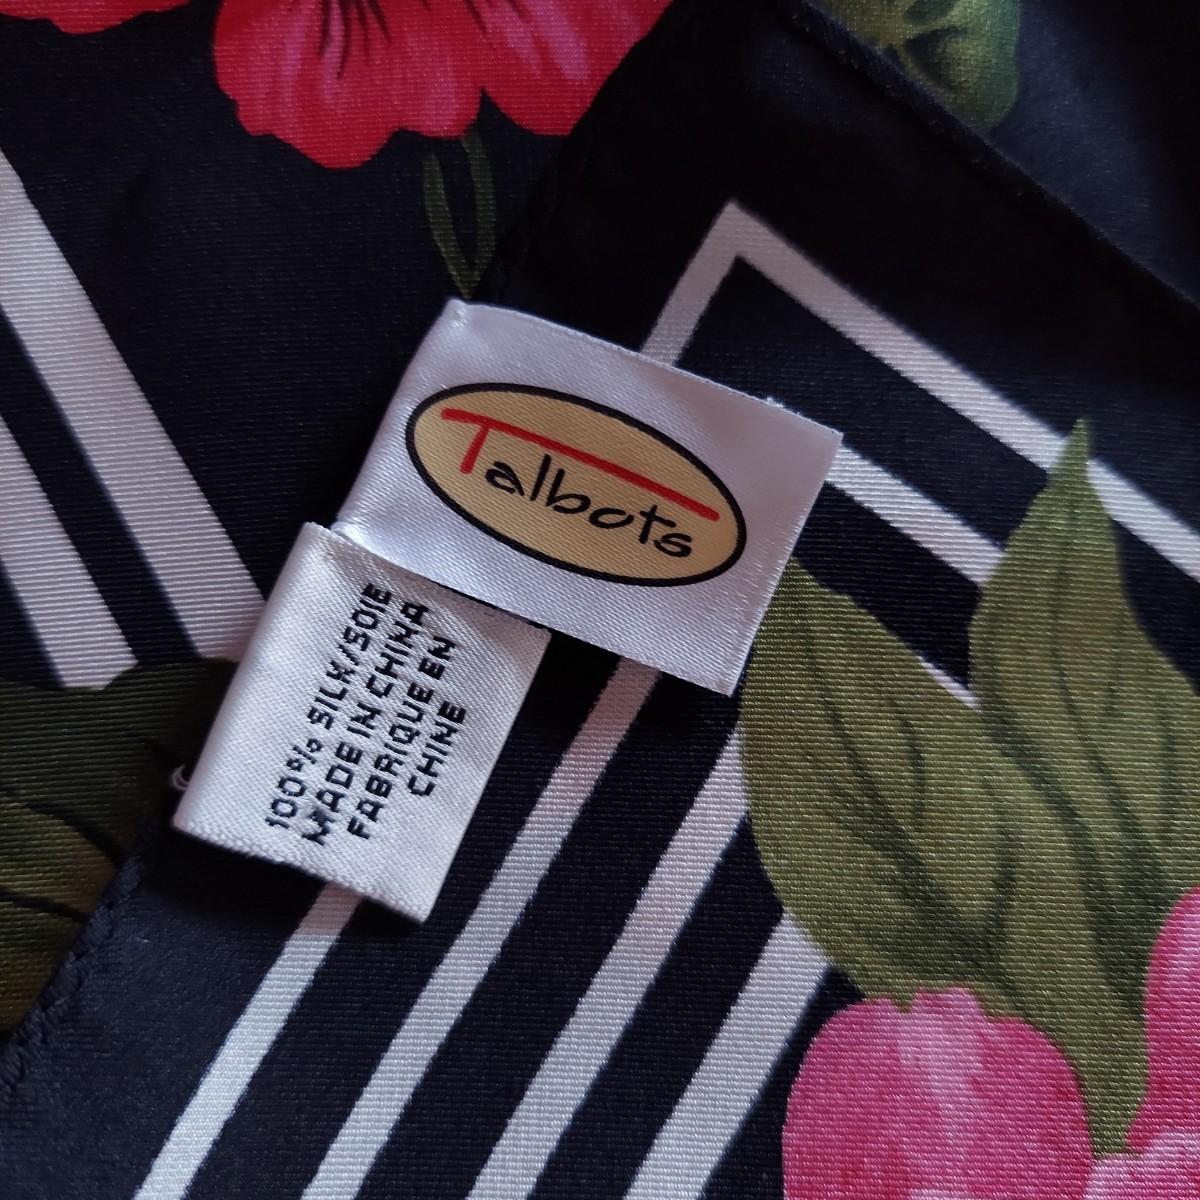 Talbots
100% SILK/SOIE
MADE IN CHINA
FABRIQUE EN
CHINE